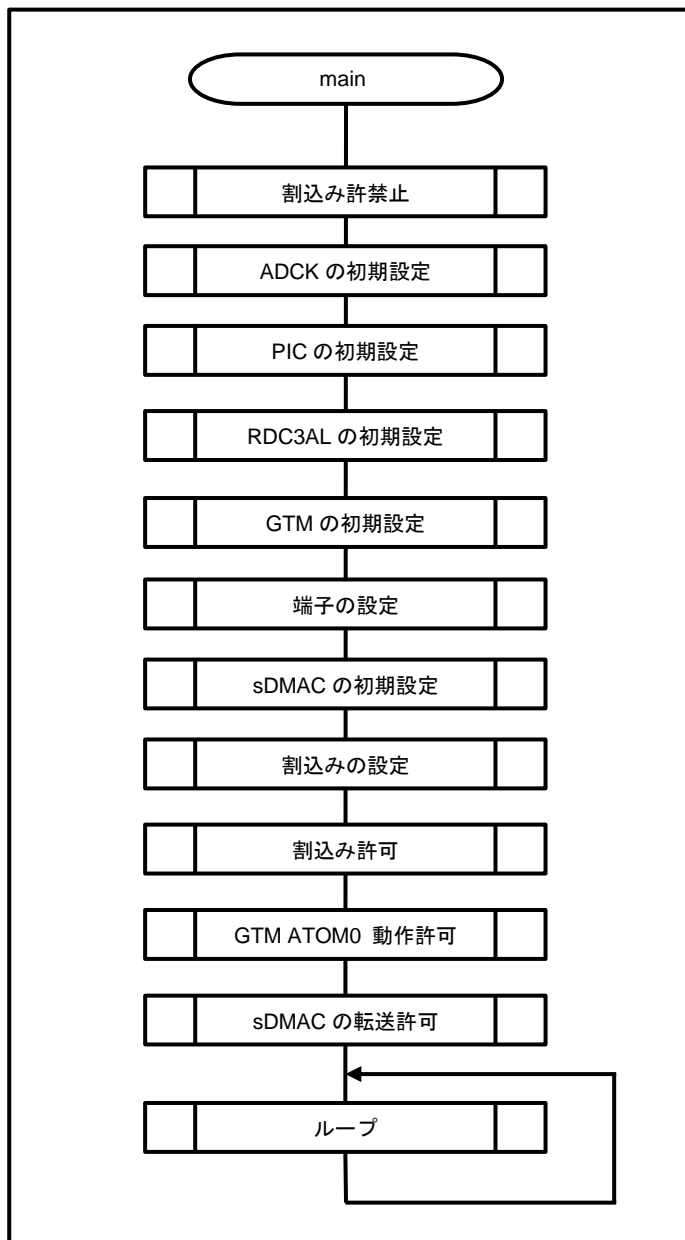 main
割込み許禁止
ADCK の初期設定
PIC の初期設定
RDC3AL の初期設定
GTM の初期設定
端子の設定
sDMAC の初期設定
割込みの設定
割込み許可
GTM ATOM0 動作許可
sDMAC の転送許可
ループ